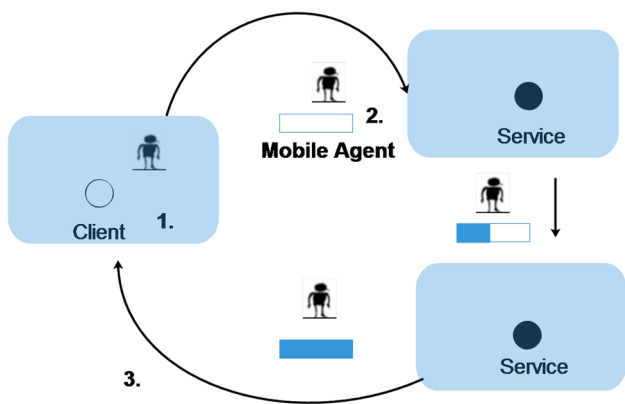 Service
2.
Mobile Agent
1.
Client
Service
3.